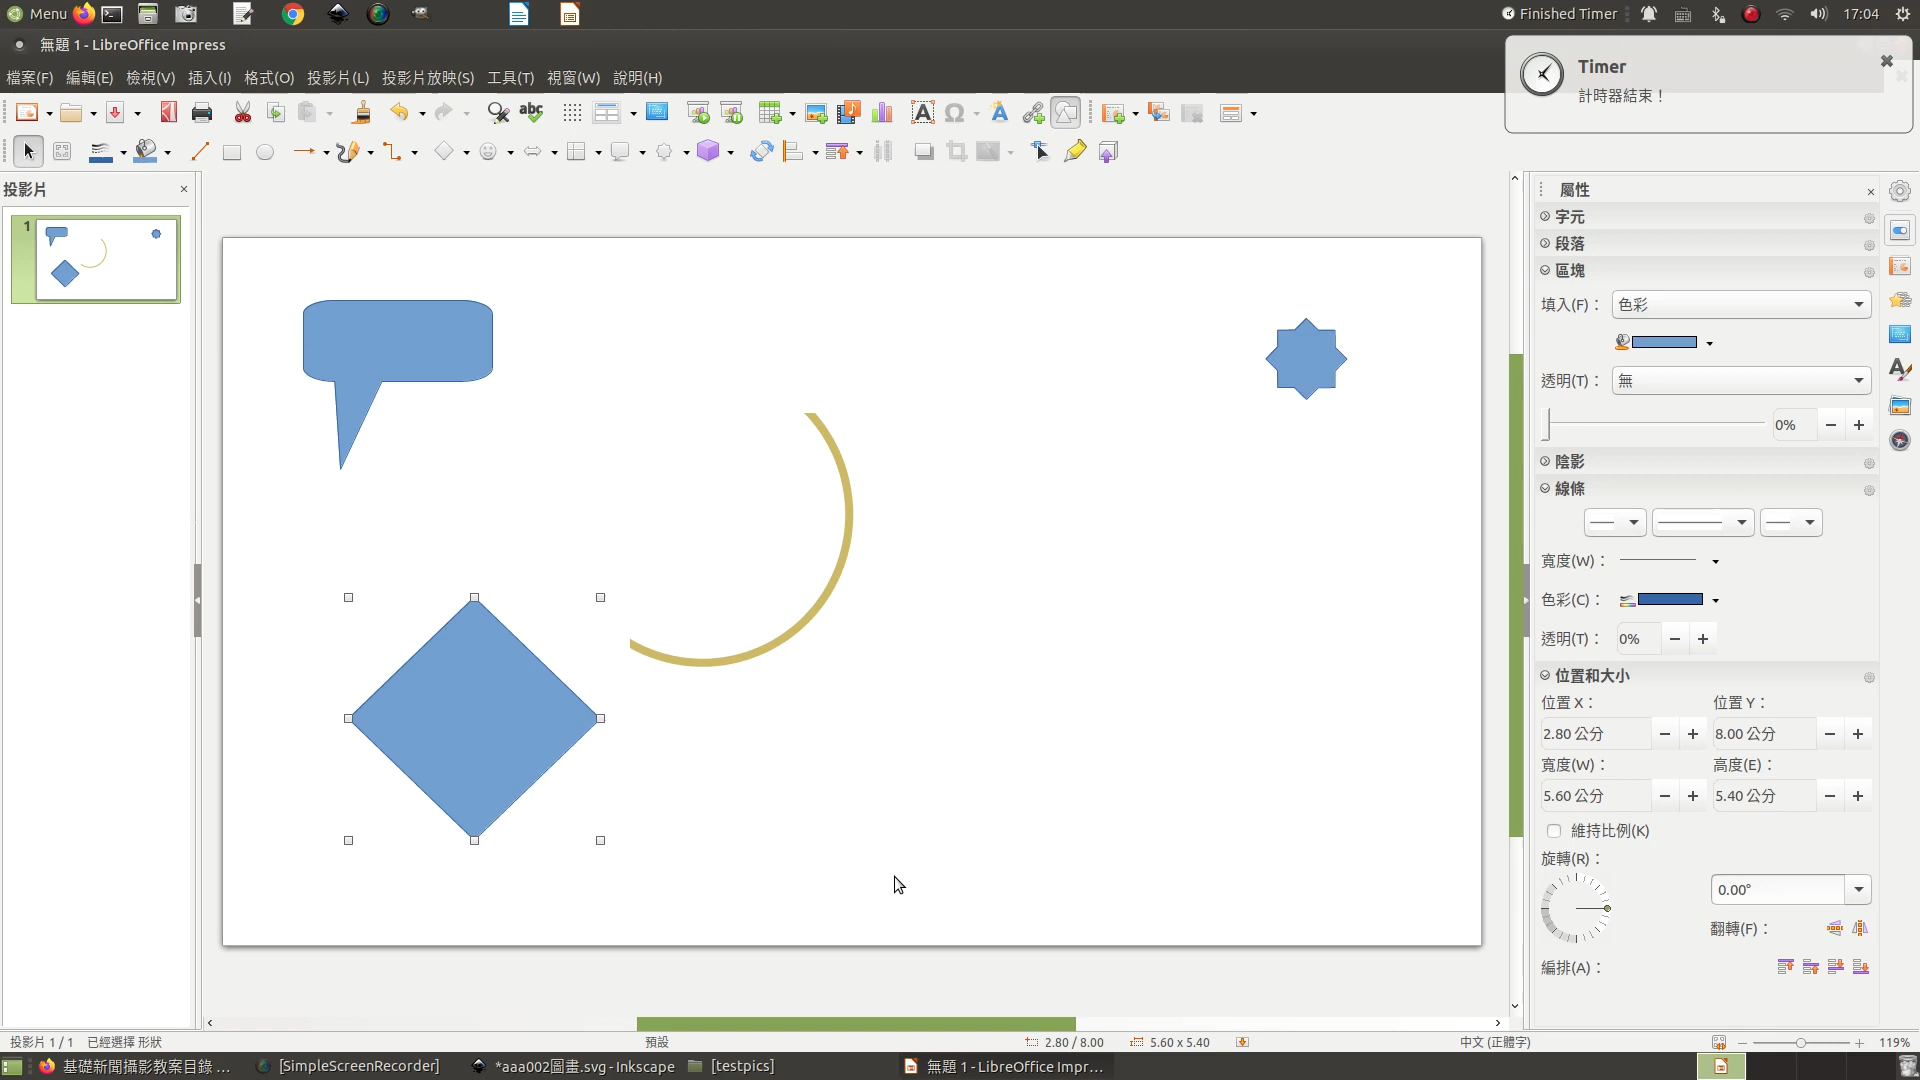 Menu
Finished Timer
17:04
無題 1 - LibreOffice Impress
Timer
計時器結束！
檔案(F) 編輯(E) 檢視(V) 插入(I) 格式(O) 投影片(L) 投影片放映(S) 工具(T) 視窗(W) 說明(H)
abc
投影片
1
屬性
字元
段落
區塊
填入(F)： 色彩
透明(T)： 無
0%
陰影
線條
寬度(W)：
色彩(C)：
透明(T)： 0%
位置和大小
位置 X： 位置 Y：
2.80 公分 8.00 公分
寬度(W)： 高度(E)：
5.60 公分 5.40 公分
維持比例(K)
旋轉(R)：
0.00°
翻轉(F)：
編排(A)：
投影片 1 / 1 已經選擇 形狀 預設 2.80 / 8.00 5.60 x 5.40 中文 (正體字) 119%
基礎新聞攝影教案目錄 ... [SimpleScreenRecorder] *aaa002圖畫.svg - Inkscape [testpics] 無題 1 - LibreOffice Impr...